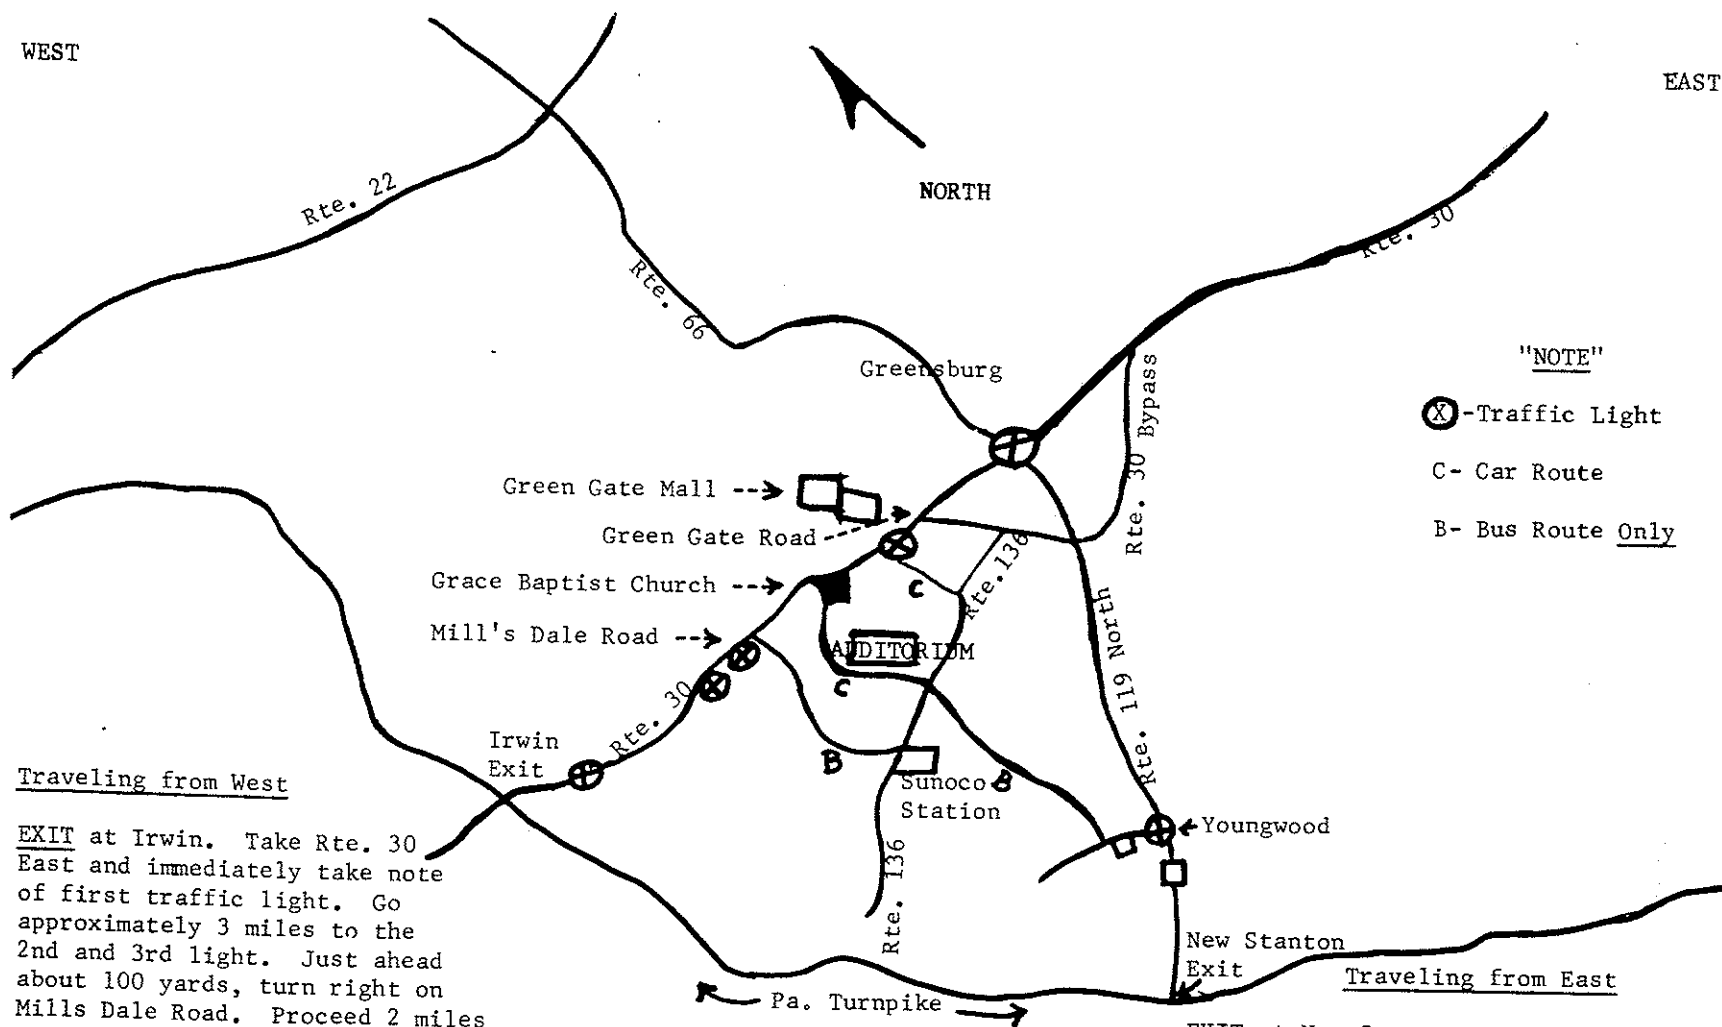 WEST
EAST
NORTH
Rte. 22
Rte. 30
Rte. 66
Greensburg
Rte. 30 Bypass
"NOTE"
X -Traffic Light
C- Car Route
B- Bus Route Only
Green Gate Mall -->
Green Gate Road --->
Rte. 136
Grace Baptist Church -->
C
Mill's Dale Road -->
AUDITORIUM
C
Rte. 119 North
Rte. 30
Irwin
Exit
B
B
Sunoco
Station
Youngwood
Rte. 136
New Stanton
Exit
Pa. Turnpike
Traveling from West
EXIT at Irwin. Take Rte. 30
East and immediately take note
of first traffic light. Go
approximately 3 miles to the
2nd and 3rd light. Just ahead
about 100 yards, turn right on
Mills Dale Road. Proceed 2 miles
Traveling from East